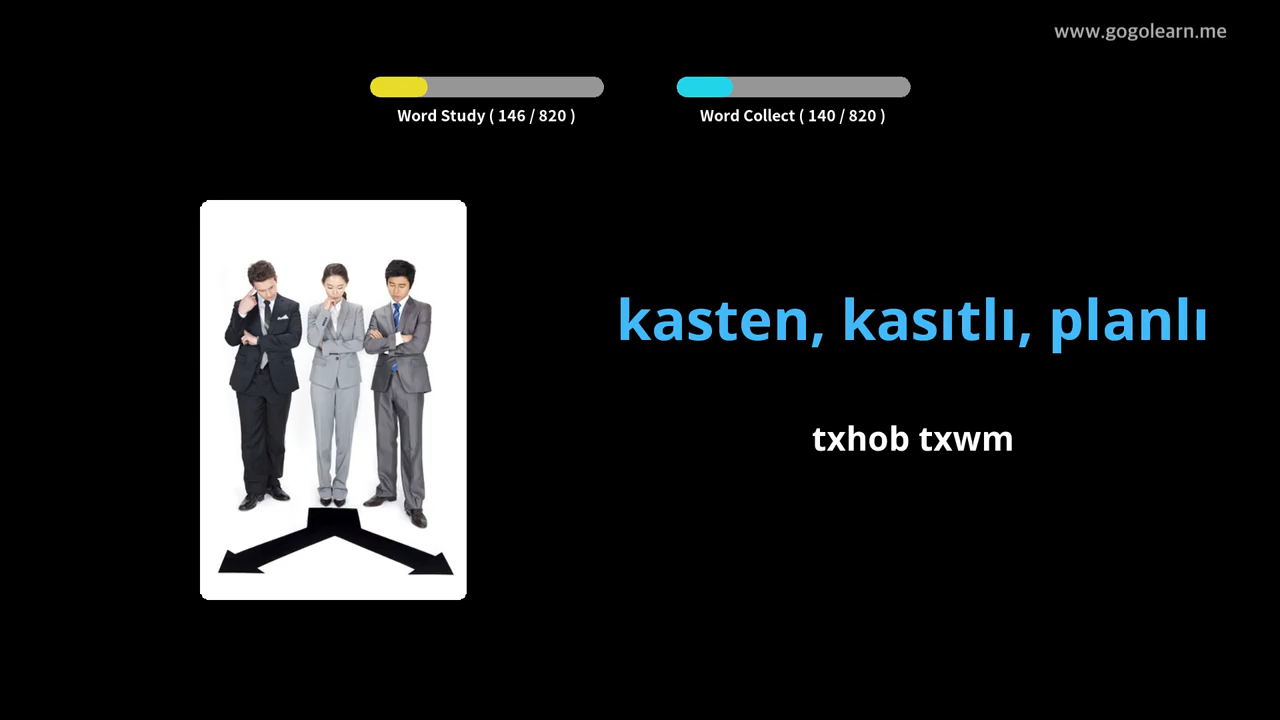 www.gogolearn.me
Word Study ( 146 / 820 )
Word Collect ( 140 / 820 )
kasten, kasıtlı, planlı
txhob txwm